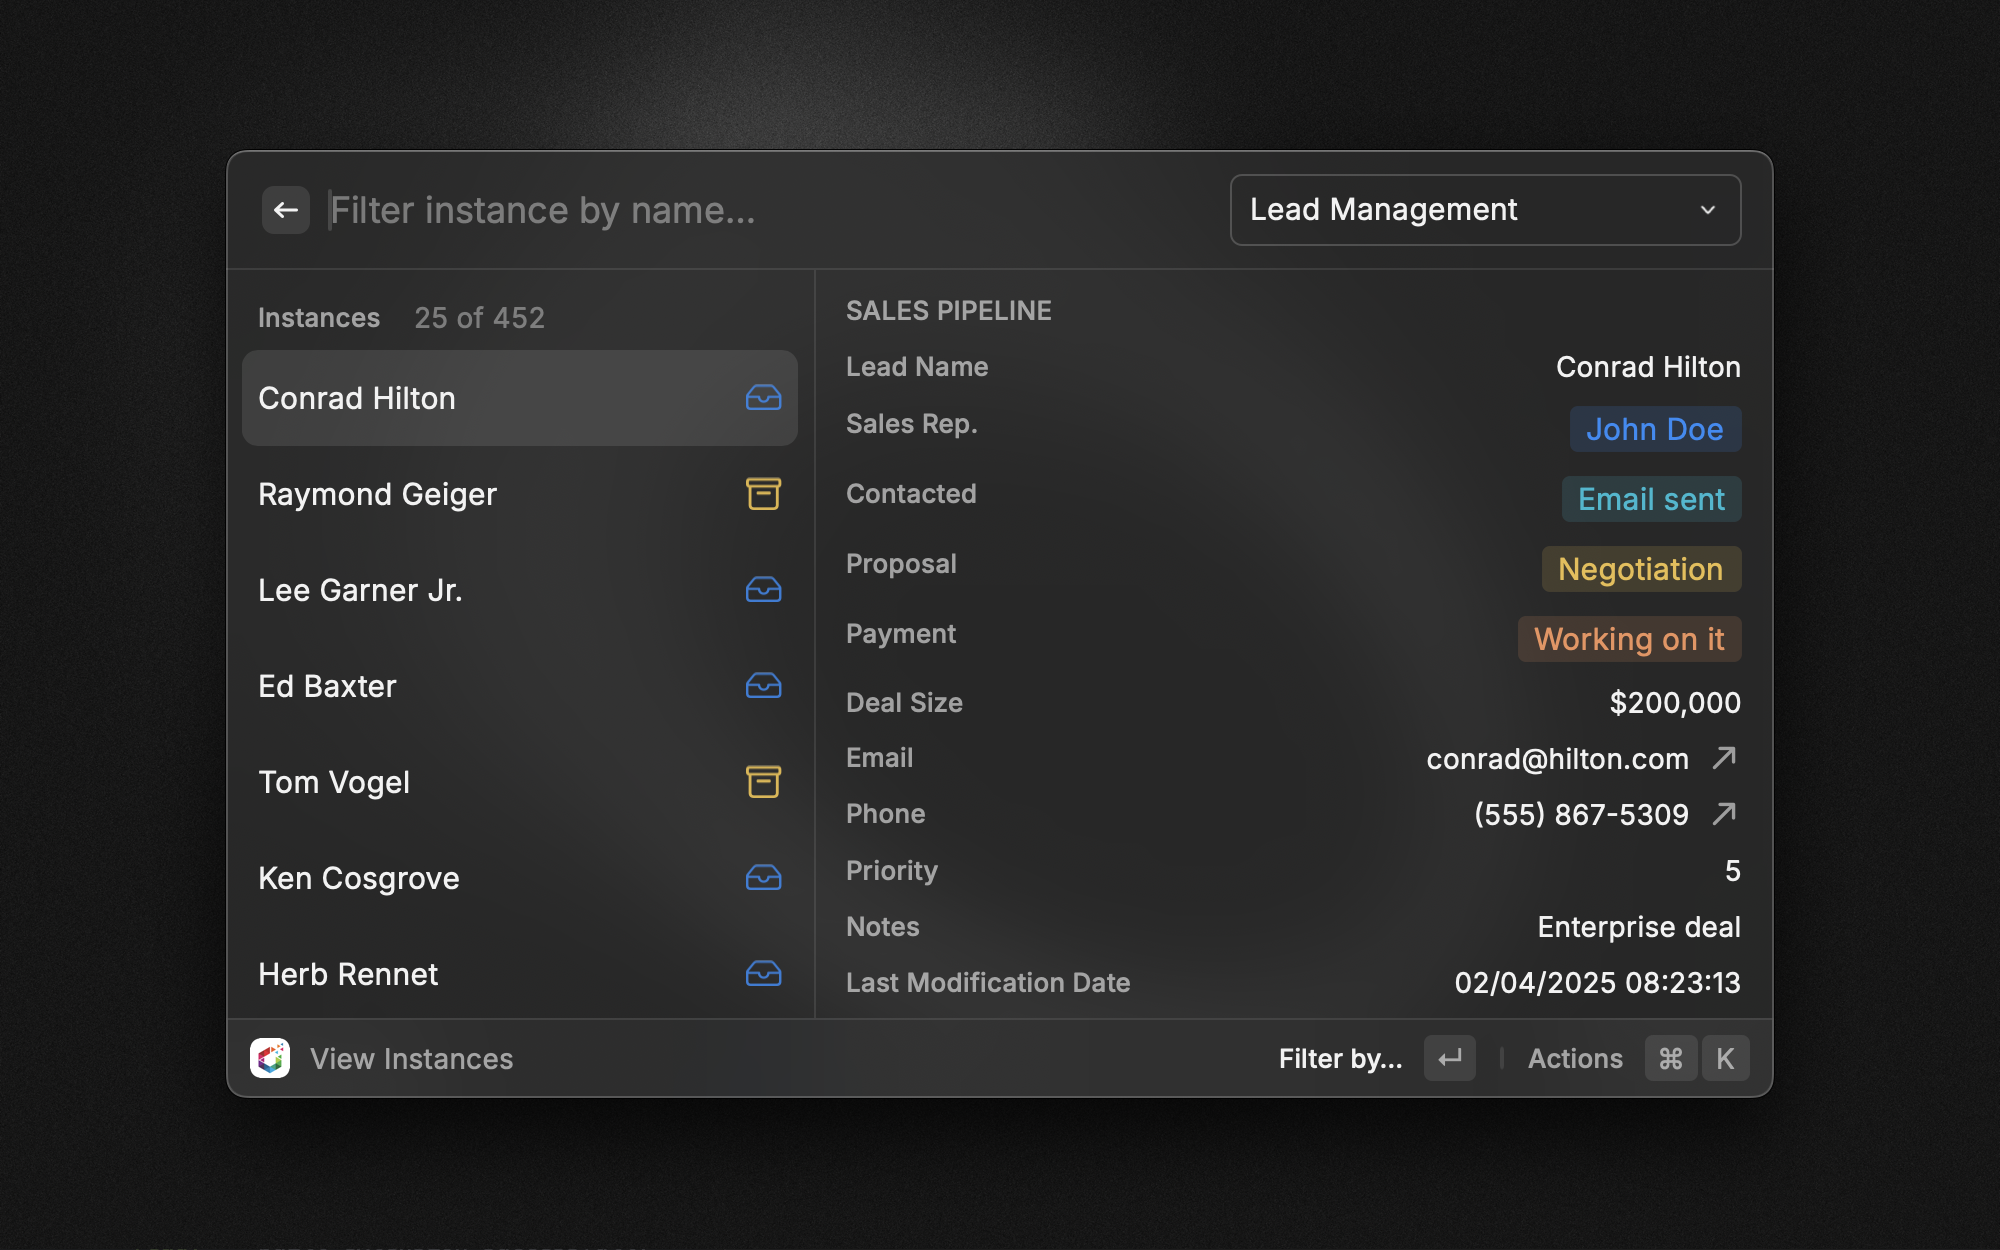 Filter instance by name...
Lead Management
Instances 25 of 452
Conrad Hilton
Raymond Geiger
Lee Garner Jr.
Ed Baxter
Tom Vogel
Ken Cosgrove
Herb Rennet
SALES PIPELINE
Lead Name Conrad Hilton
Sales Rep. John Doe
Contacted Email sent
Proposal Negotiation
Payment Working on it
Deal Size $200,000
Email conrad@hilton.com
Phone (555) 867-5309
Priority 5
Notes Enterprise deal
Last Modification Date 02/04/2025 08:23:13
View Instances
Filter by... ↵ Actions ⌘ K